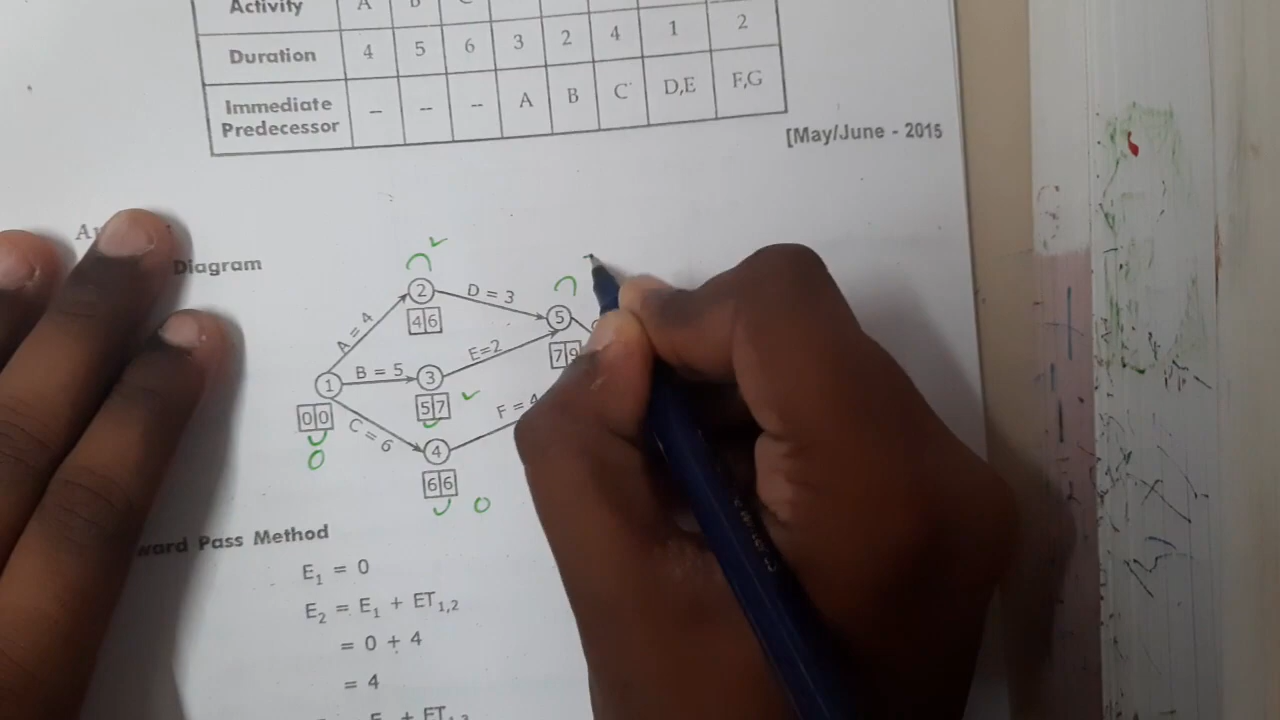 Activity A B C
Duration 4 5 6 3 2 4 1 2
Immediate Predecessor -- -- -- A B C D,E F,G
[May/June - 2015
Diagram
2
D = 3
4 6
5
A = 4
E=2
7 9
1
B = 5
3
F = 4
5 7
0 0
C = 6
4
0
6 6
0
ward Pass Method
E1 = 0
E2 = E1 + ET1,2
= 0 + 4
= 4